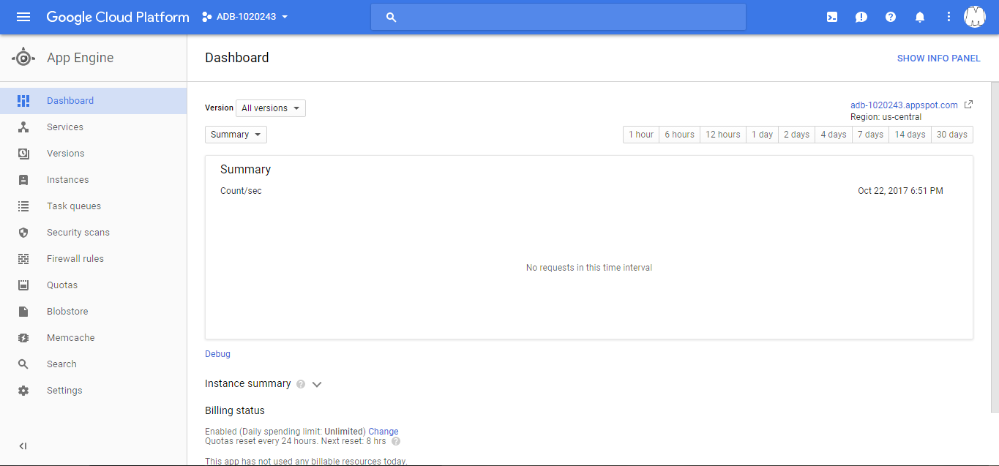 Google Cloud Platform ADB-1020243
App Engine
Dashboard
SHOW INFO PANEL
Dashboard
Services
Versions
Instances
Task queues
Security scans
Firewall rules
Quotas
Blobstore
Memcache
Search
Settings
Version All versions
adb-1020243.appspot.com
Region: us-central
Summary
1 hour 6 hours 12 hours 1 day 2 days 4 days 7 days 14 days 30 days
Summary
Count/sec Oct 22, 2017 6:51 PM
No requests in this time interval
Debug
Instance summary
Billing status
Enabled (Daily spending limit: Unlimited) Change
Quotas reset every 24 hours. Next reset: 8 hrs
This app has not used any billable resources today.